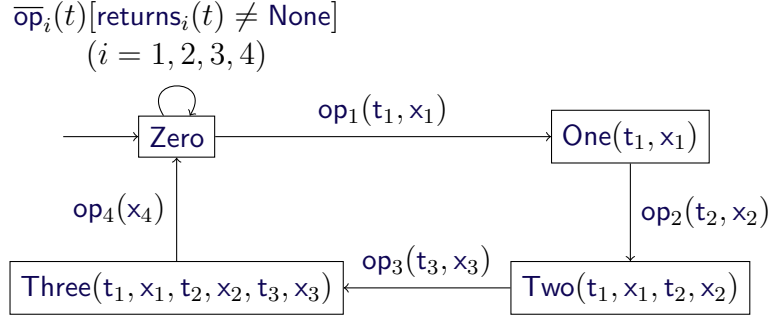 op̅ᵢ(t)[returnsᵢ(t) ≠ None]
(i = 1, 2, 3, 4)
op₁(t₁, x₁)
Zero
One(t₁, x₁)
op₄(x₄)
op₂(t₂, x₂)
op₃(t₃, x₃)
Three(t₁, x₁, t₂, x₂, t₃, x₃)
Two(t₁, x₁, t₂, x₂)